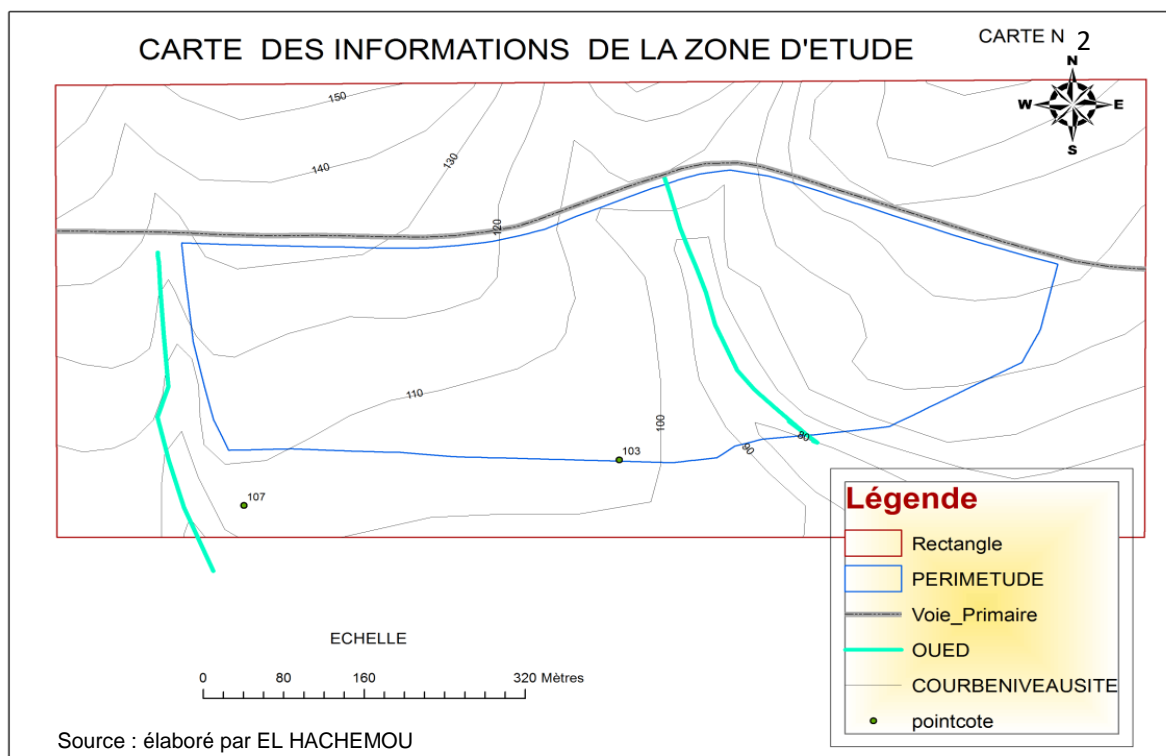 CARTE DES INFORMATIONS DE LA ZONE D'ETUDE
CARTE N 2
N
W E
S
150
140
130
120
110
100
103
90
80
107
Légende
Rectangle
PERIMETUDE
Voie_Primaire
OUED
COURBENIVEAUSITE
pointcote
ECHELLE
0 80 160 320 Mètres
Source : élaboré par EL HACHEMOU